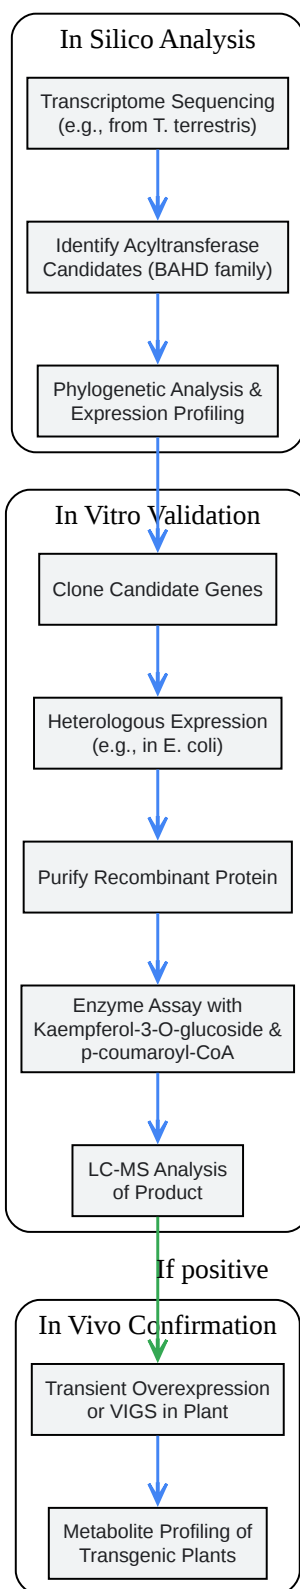 In Silico Analysis
Transcriptome Sequencing
(e.g., from T. terrestris)
Identify Acyltransferase
Candidates (BAHD family)
Phylogenetic Analysis &
Expression Profiling
In Vitro Validation
Clone Candidate Genes
Heterologous Expression
(e.g., in E. coli)
Purify Recombinant Protein
Enzyme Assay with
Kaempferol-3-O-glucoside &
p-coumaroyl-CoA
LC-MS Analysis
of Product
If positive
In Vivo Confirmation
Transient Overexpression
or VIGS in Plant
Metabolite Profiling of
Transgenic Plants